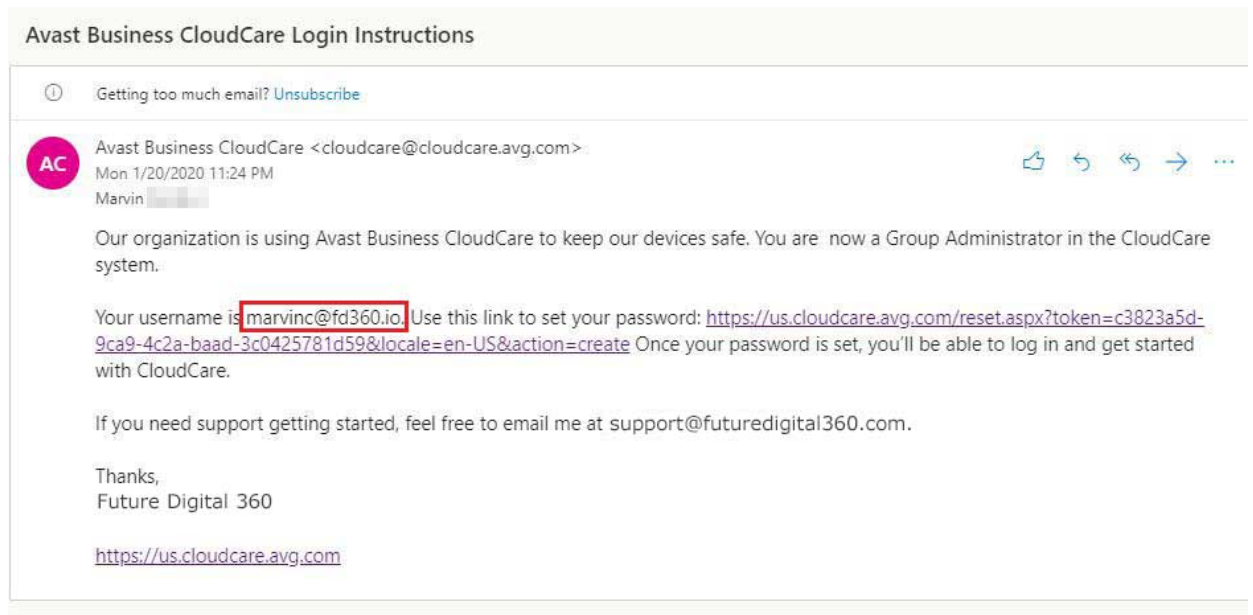 Avast Business CloudCare Login Instructions
Getting too much email? Unsubscribe
AC
Avast Business CloudCare <cloudcare@cloudcare.avg.com>
Mon 1/20/2020 11:24 PM
Marvin
Our organization is using Avast Business CloudCare to keep our devices safe. You are  now a Group Administrator in the CloudCare
system.
Your username is marvinc@fd360.io. Use this link to set your password: https://us.cloudcare.avg.com/reset.aspx?token=c3823a5d-
9ca9-4c2a-baad-3c0425781d59&locale=en-US&action=create Once your password is set, you'll be able to log in and get started
with CloudCare.
If you need support getting started, feel free to email me at support@futuredigital360.com.
Thanks,
Future Digital 360
https://us.cloudcare.avg.com